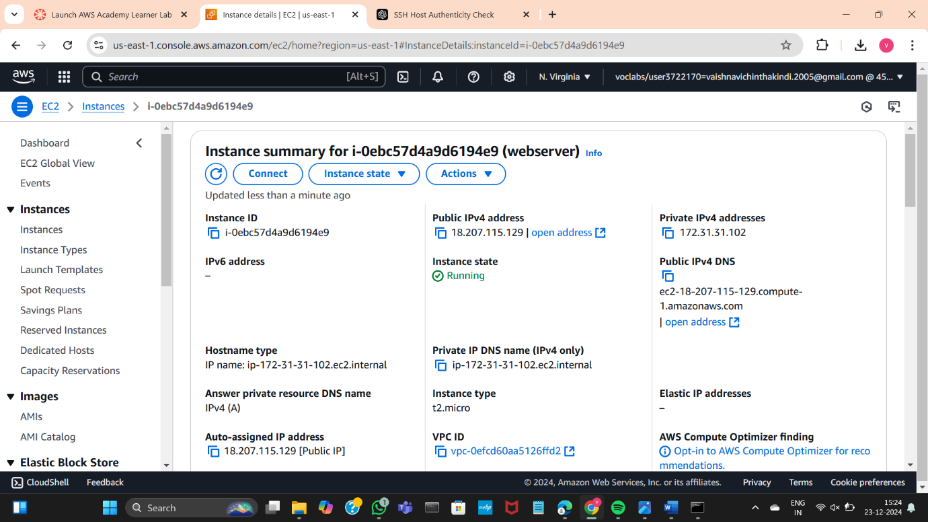 Launch AWS Academy Learner Lab
Instance details | EC2 | us-east-1
SSH Host Authenticity Check
us-east-1.console.aws.amazon.com/ec2/home?region=us-east-1#InstanceDetails:instanceId=i-0ebc57d4a9d6194e9
V
aws
Search
[Alt+S]
N. Virginia
voclabs/user3722170=vaishnavichinthakindi.2005@gmail.com @ 45...
EC2
Instances
i-0ebc57d4a9d6194e9
Dashboard
EC2 Global View
Events
Instances
Instances
Instance Types
Launch Templates
Spot Requests
Savings Plans
Reserved Instances
Dedicated Hosts
Capacity Reservations
Images
AMIs
AMI Catalog
Elastic Block Store
Instance summary for i-0ebc57d4a9d6194e9 (webserver) Info
Connect
Instance state
Actions
Updated less than a minute ago
Instance ID
i-0ebc57d4a9d6194e9
Public IPv4 address
18.207.115.129 | open address
Private IPv4 addresses
172.31.31.102
IPv6 address
–
Instance state
Running
Public IPv4 DNS
ec2-18-207-115-129.compute-
1.amazonaws.com
| open address
Hostname type
IP name: ip-172-31-31-102.ec2.internal
Private IP DNS name (IPv4 only)
ip-172-31-31-102.ec2.internal
Answer private resource DNS name
IPv4 (A)
Instance type
t2.micro
Elastic IP addresses
–
Auto-assigned IP address
18.207.115.129 [Public IP]
VPC ID
vpc-0efcd60aa5126ffd2
AWS Compute Optimizer finding
Opt-in to AWS Compute Optimizer for reco
mmendations.
CloudShell
Feedback
© 2024, Amazon Web Services, Inc. or its affiliates.
Privacy
Terms
Cookie preferences
Search
ENG
IN
15:24
23-12-2024